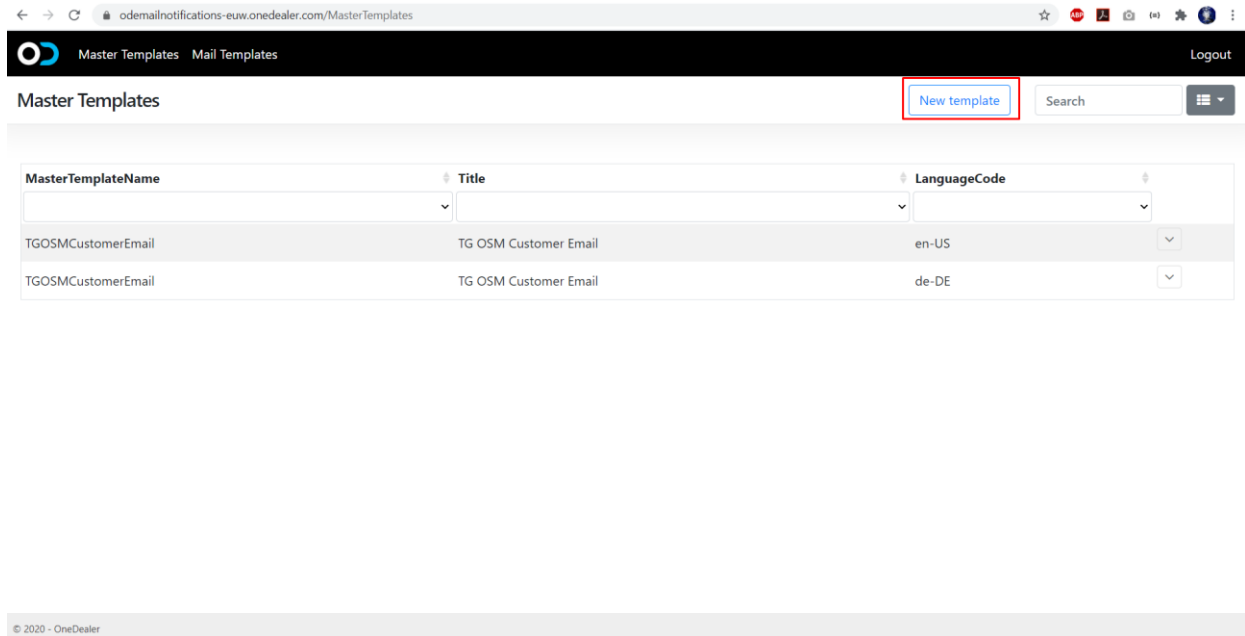 odemailnotifications-euw.onedealer.com/MasterTemplates
ABP
Master Templates Mail Templates Logout
Master Templates New template Search
MasterTemplateName Title LanguageCode
TGOSMCustomerEmail TG OSM Customer Email en-US
TGOSMCustomerEmail TG OSM Customer Email de-DE
© 2020 - OneDealer